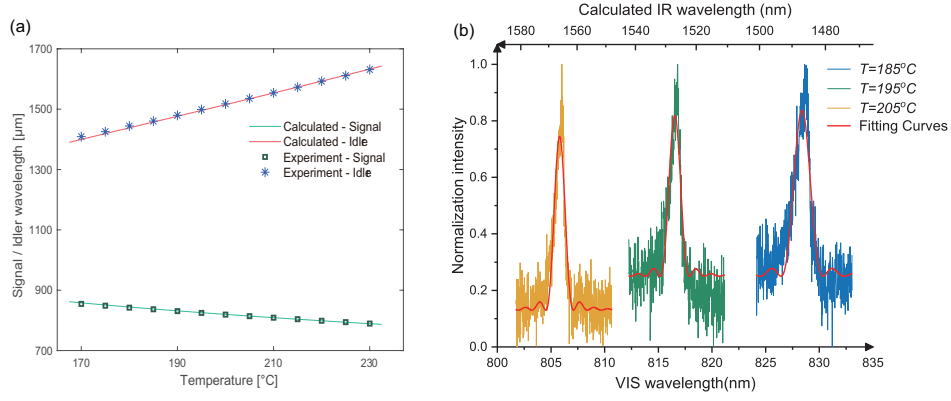 (a)
1700
1500
1300
1100
900
700
170
190
210
230
Signal / Idler wavelength [μm]
Temperature [°C]
Calculated - Signal
Calculated - Idler
Experiment - Signal
Experiment - Idler
(b)
Calculated IR wavelength (nm)
1580 1560 1540 1520 1500 1480
1.0
0.8
0.6
0.4
0.2
0.0
Normalization intensity
T=185°C
T=195°C
T=205°C
Fitting Curves
800 805 810 815 820 825 830 835
VIS wavelength(nm)